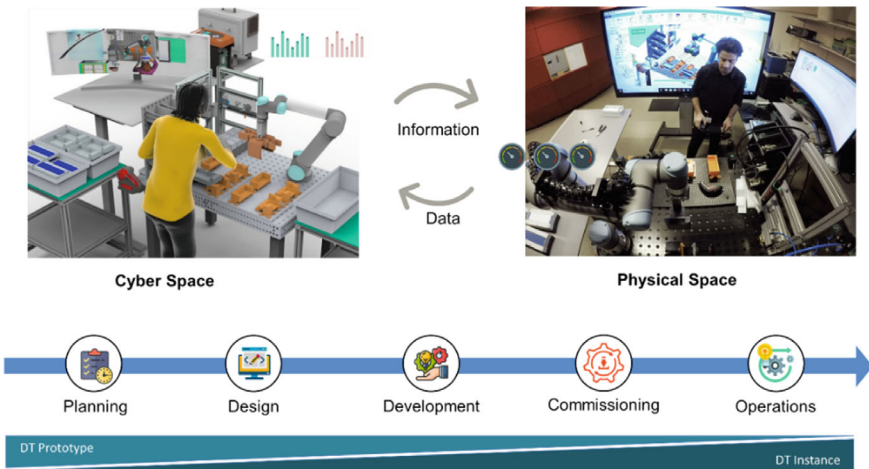 Information
Data
Cyber Space
Physical Space
Planning
Design
Development
Commissioning
Operations
DT Prototype
DT Instance